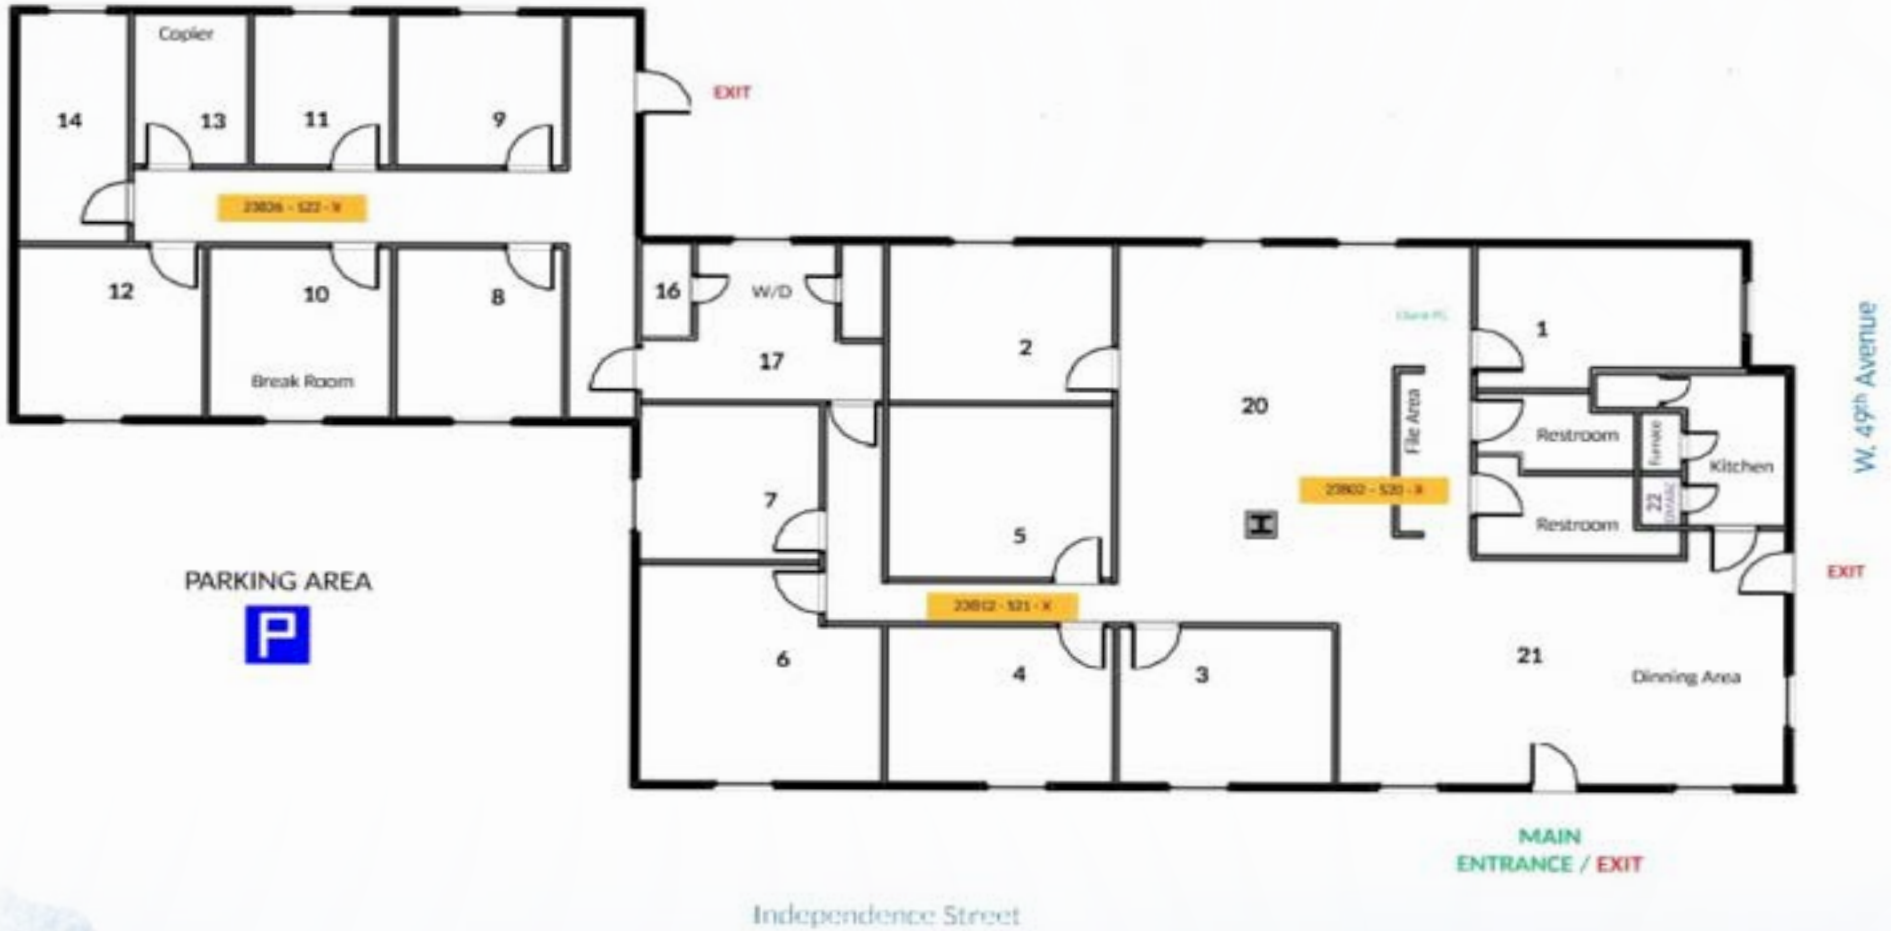 Copier
EXIT
14
13
11
9
12
10
8
Break Room
16
W/D
17
2
1
20
File Area
Restroom
Furnace
Kitchen
22
Restroom
7
5
EXIT
PARKING AREA
P
6
4
3
21
Dinning Area
MAIN
ENTRANCE / EXIT
W. 49th Avenue
Independence Street